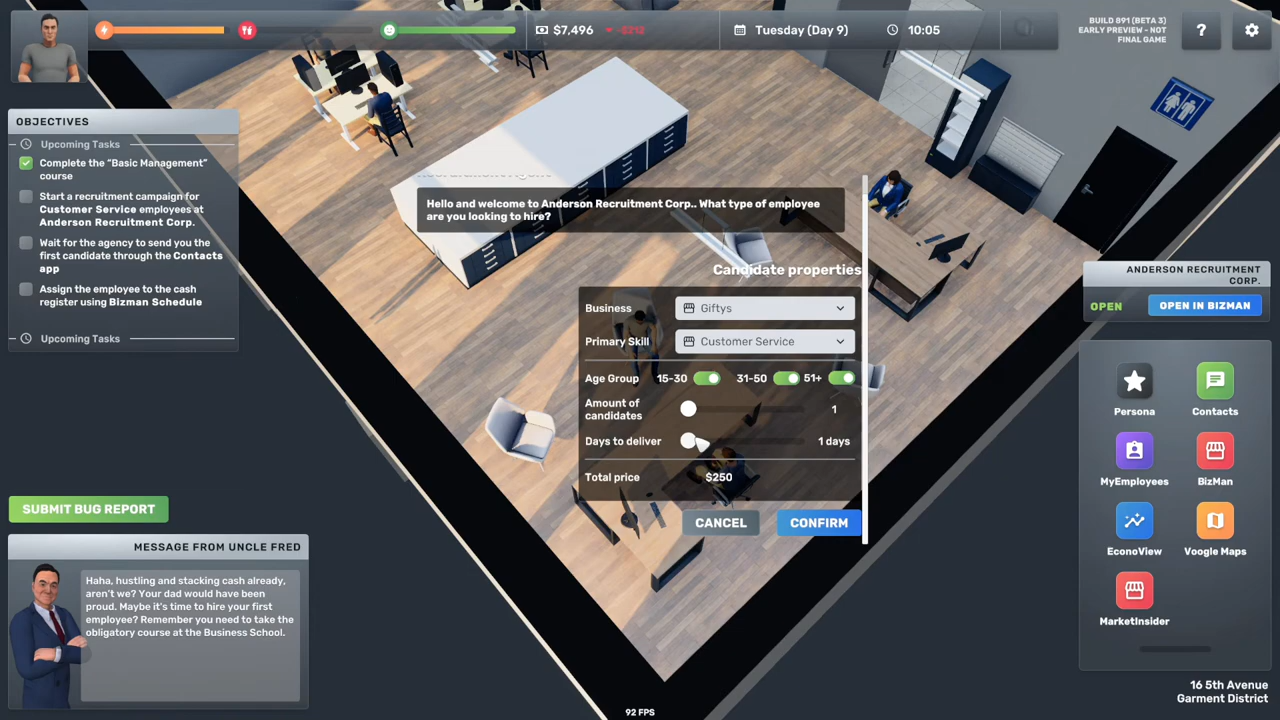 $7,496
-$212
Tuesday (Day 9)
10:05
BUILD 891 (BETA 3)
EARLY PREVIEW - NOT
FINAL GAME
?
OBJECTIVES
Upcoming Tasks
Complete the “Basic Management”
course
Start a recruitment campaign for
Customer Service employees at
Anderson Recruitment Corp.
Wait for the agency to send you the
first candidate through the Contacts
app
Assign the employee to the cash
register using Bizman Schedule
Upcoming Tasks
Hello and welcome to Anderson Recruitment Corp.. What type of employee
are you looking to hire?
Candidate properties
Business
Giftys
Primary Skill
Customer Service
Age Group
15-30
31-50
51+
Amount of
candidates
1
Days to deliver
1 days
Total price
$250
CANCEL
CONFIRM
ANDERSON RECRUITMENT
CORP.
OPEN
OPEN IN BIZMAN
Persona
Contacts
MyEmployees
BizMan
EconoView
Voogle Maps
MarketInsider
SUBMIT BUG REPORT
MESSAGE FROM UNCLE FRED
Haha, hustling and stacking cash already,
aren't we? Your dad would have been
proud. Maybe it's time to hire your first
employee? Remember you need to take the
obligatory course at the Business School.
16 5th Avenue
Garment District
92 FPS